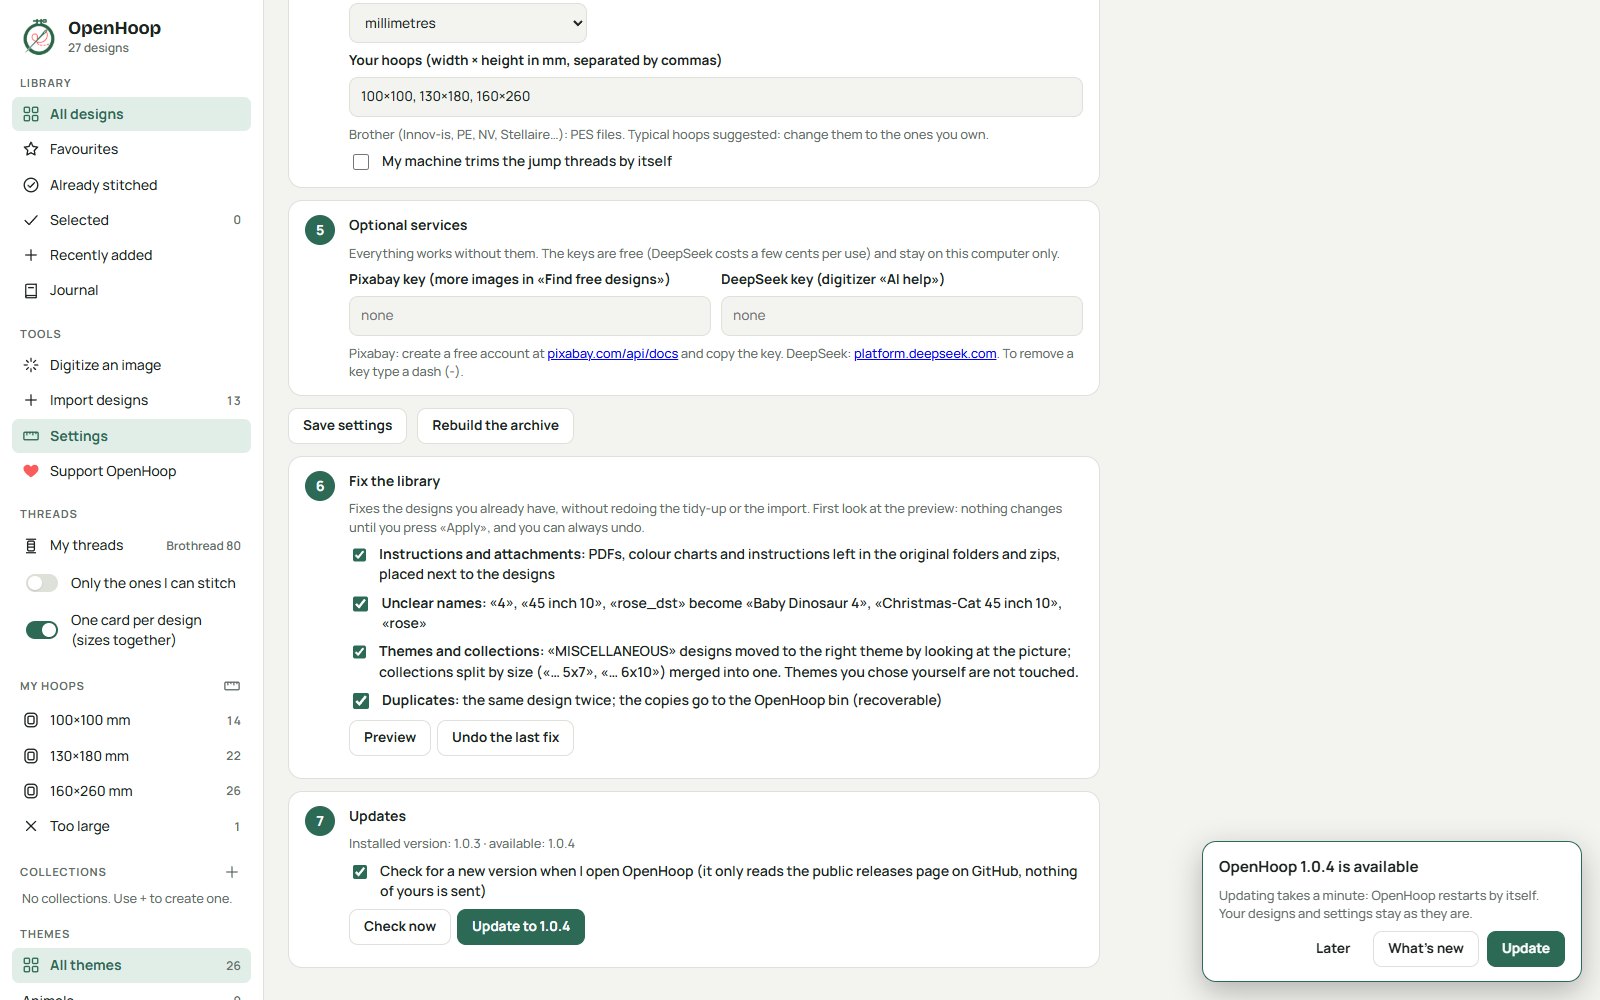 OpenHoop
27 designs
LIBRARY
All designs
Favourites
Already stitched
Selected 0
Recently added
Journal
TOOLS
Digitize an image
Import designs 13
Settings
Support OpenHoop
THREADS
My threads Brothread 80
Only the ones I can stitch
One card per design
(sizes together)
MY HOOPS
100×100 mm 14
130×180 mm 22
160×260 mm 26
Too large 1
COLLECTIONS +
No collections. Use + to create one.
THEMES
All themes 26
millimetres
Your hoops (width × height in mm, separated by commas)
100×100, 130×180, 160×260
Brother (Innov-is, PE, NV, Stellaire…): PES files. Typical hoops suggested: change them to the ones you own.
My machine trims the jump threads by itself
5 Optional services
Everything works without them. The keys are free (DeepSeek costs a few cents per use) and stay on this computer only.
Pixabay key (more images in «Find free designs») DeepSeek key (digitizer «AI help»)
none none
Pixabay: create a free account at pixabay.com/api/docs and copy the key. DeepSeek: platform.deepseek.com. To remove a
key type a dash (-).
Save settings Rebuild the archive
6 Fix the library
Fixes the designs you already have, without redoing the tidy-up or the import. First look at the preview: nothing changes
until you press «Apply», and you can always undo.
Instructions and attachments: PDFs, colour charts and instructions left in the original folders and zips,
placed next to the designs
Unclear names: «4», «45 inch 10», «rose_dst» become «Baby Dinosaur 4», «Christmas-Cat 45 inch 10»,
«rose»
Themes and collections: «MISCELLANEOUS» designs moved to the right theme by looking at the picture;
collections split by size («… 5x7», «… 6x10») merged into one. Themes you chose yourself are not touched.
Duplicates: the same design twice; the copies go to the OpenHoop bin (recoverable)
Preview Undo the last fix
7 Updates
Installed version: 1.0.3 · available: 1.0.4
Check for a new version when I open OpenHoop (it only reads the public releases page on GitHub, nothing
of yours is sent)
Check now Update to 1.0.4
OpenHoop 1.0.4 is available
Updating takes a minute: OpenHoop restarts by itself.
Your designs and settings stay as they are.
Later What's new Update